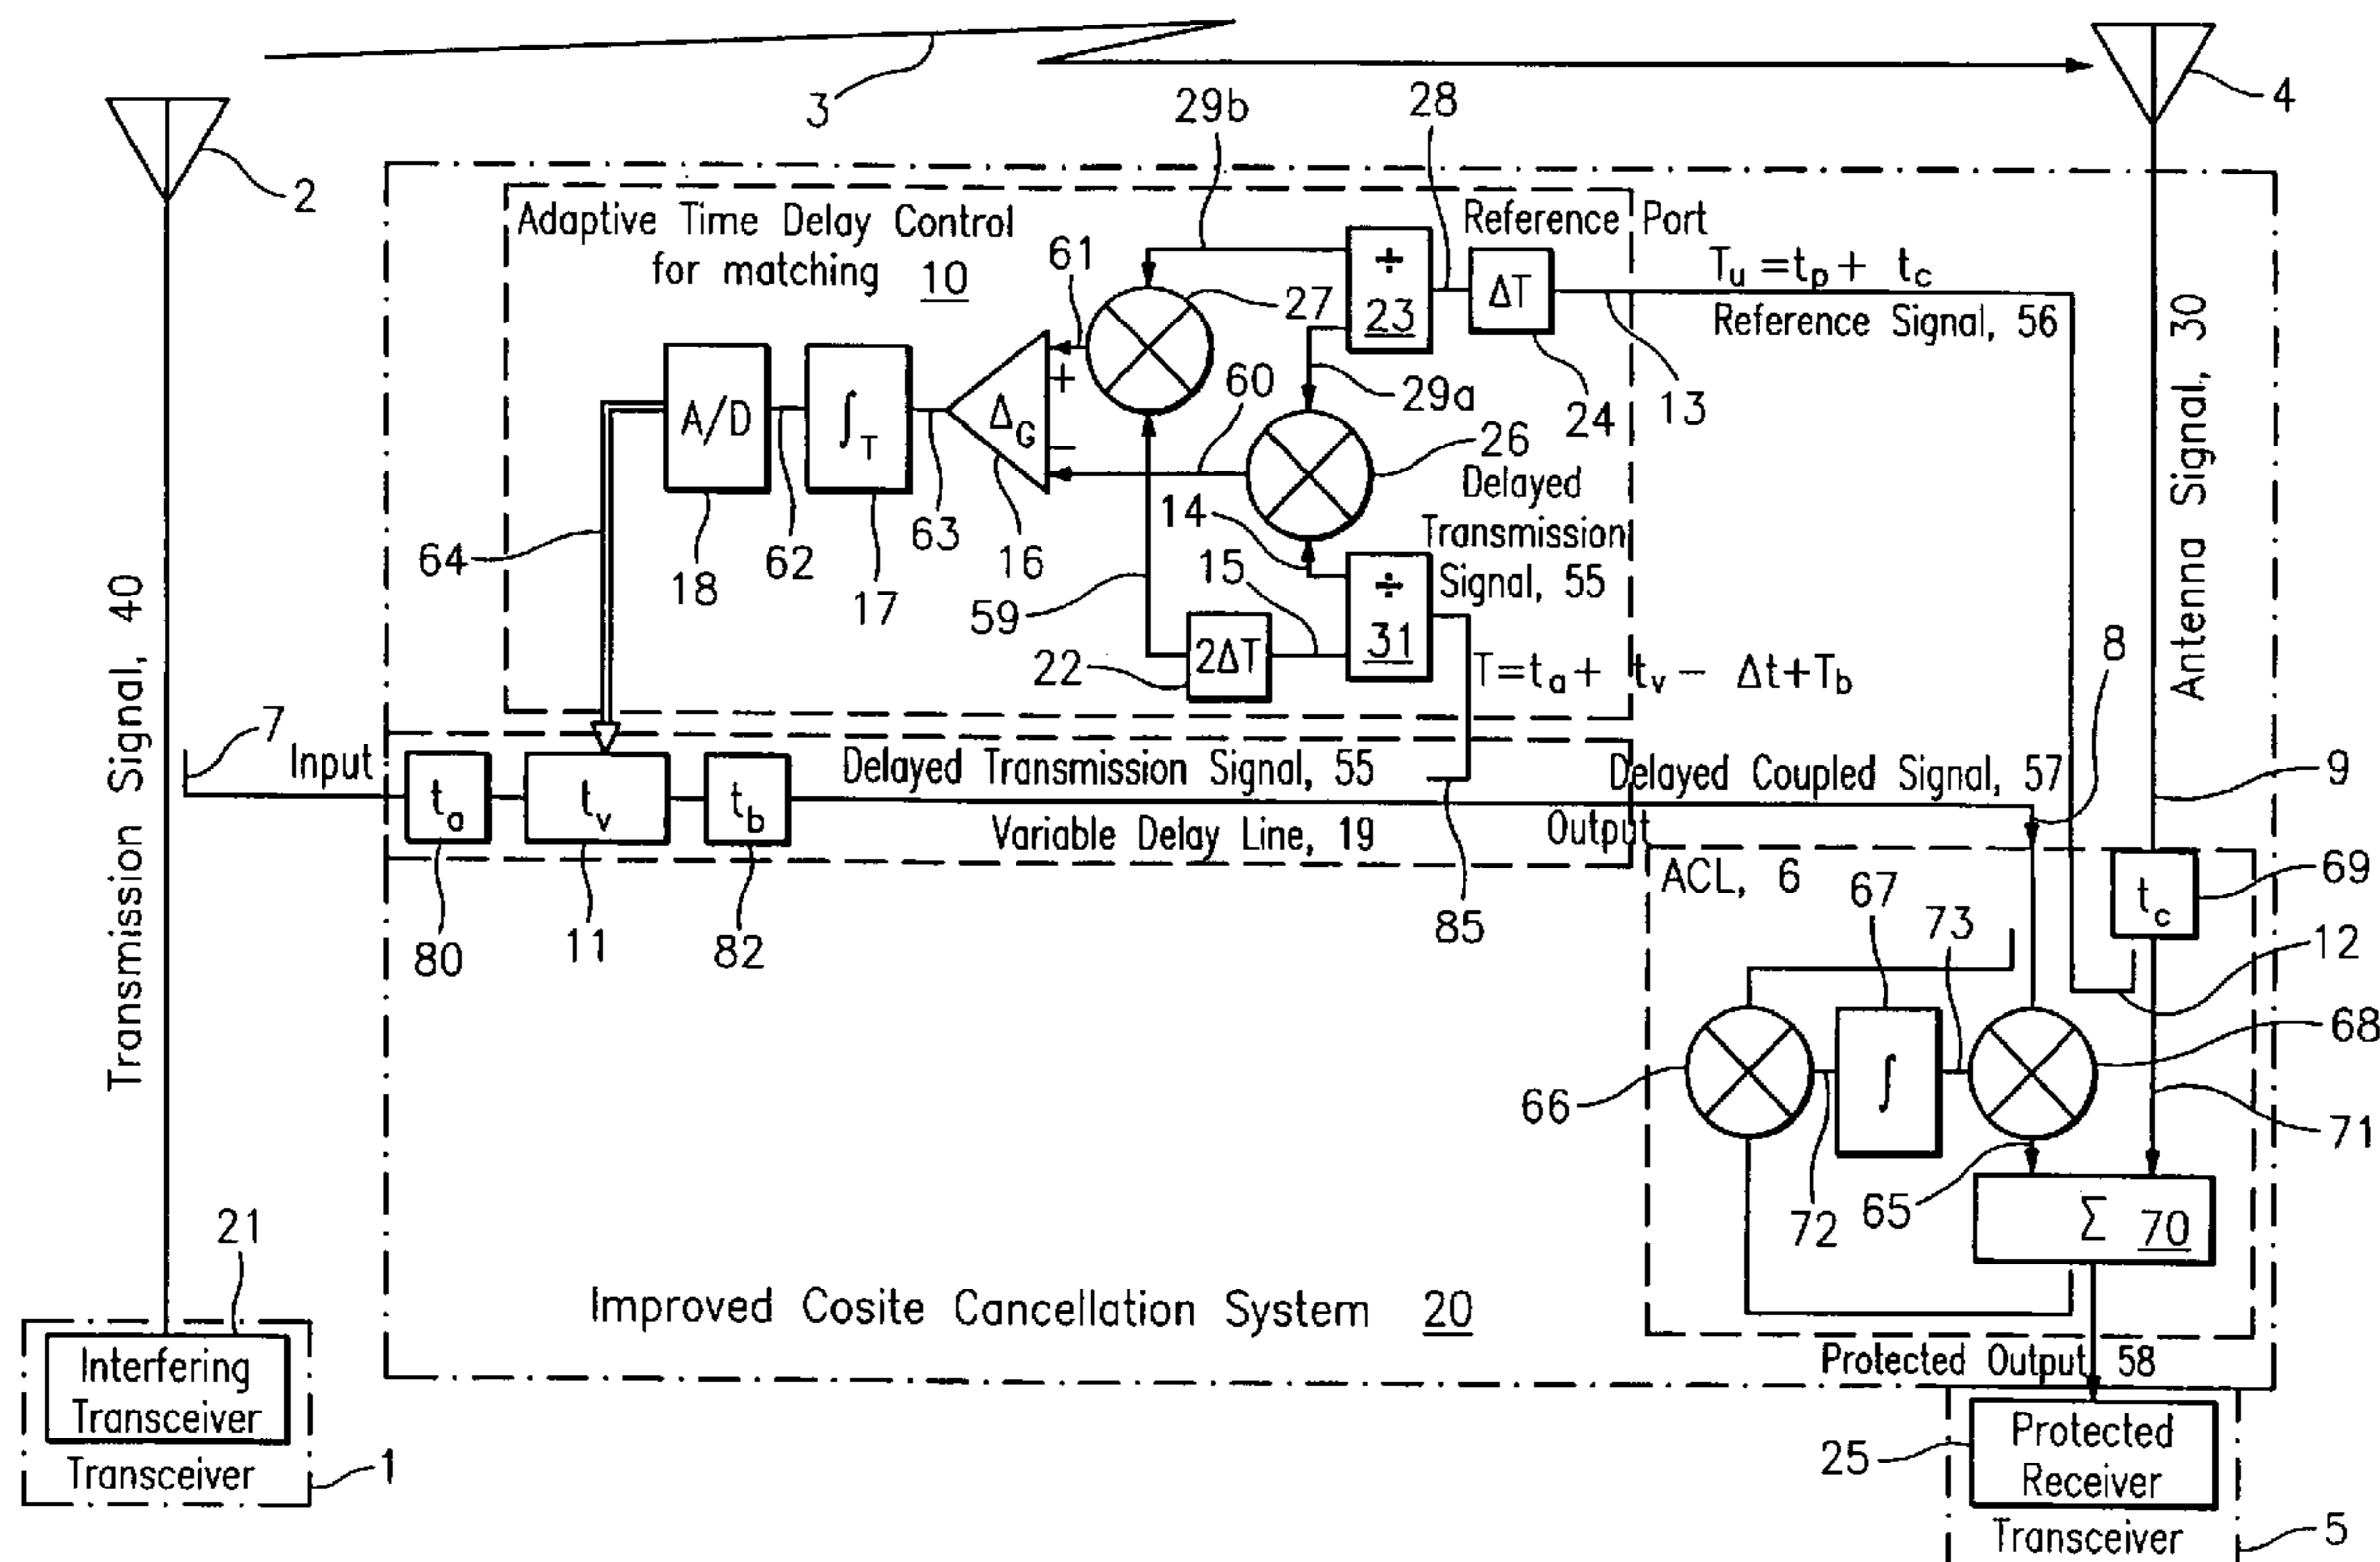 3
4
2
29b
28
Adaptive Time Delay Control
for matching 10
Reference Port
61
÷
23
ΔT
27
24
13
Tu =tp+ tc
Reference Signal, 56
Antenna Signal, 30
A/D
∫T
ΔG
+
−
60
29a
26
Delayed
Transmission
Signal, 55
14
15
÷
31
64
18
62
17
63
16
59
22
2ΔT
T=ta+ tv− Δt+Tb
8
9
Transmission Signal, 40
7
Input
ta
tv
tb
Delayed Transmission Signal, 55
Variable Delay Line, 19
Delayed Coupled Signal, 57
Output
80
11
82
85
ACL, 6
67
73
tc
69
12
∫
68
66
72
65
71
Σ 70
Improved Cosite Cancellation System 20
Protected Output, 58
21
Interfering
Transceiver
Transceiver
1
25
Protected
Receiver
Transceiver
5